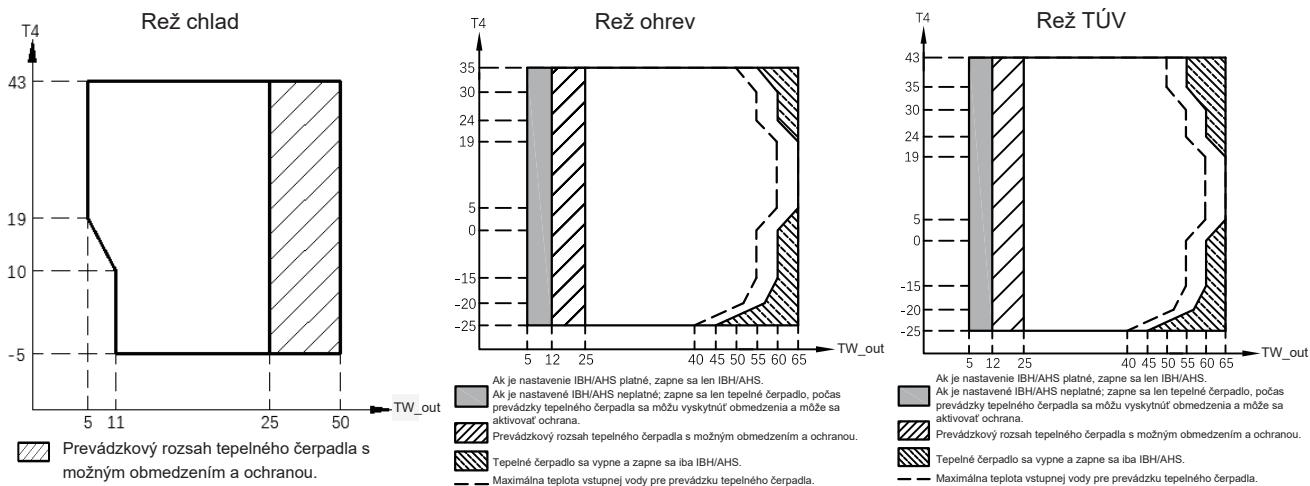 Rež chlad
T4
43
19
10
-5
5 11 25 50
TW_out
Prevádzkový rozsah tepelného čerpadla s
možným obmedzením a ochranou.
Rež ohrev
T4
35
30
24
19
5
0
-15
-20
-25
5 12 25 40 45 50 55 60 65
TW_out
Ak je nastavenie IBH/AHS platné, zapne sa len IBH/AHS.
Ak je nastavené IBH/AHS neplatné; zapne sa len tepelné čerpadlo, počas
prevádzky tepelného čerpadla sa môžu vyskytnúť obmedzenia a môže sa
aktivovať ochrana.
Prevádzkový rozsah tepelného čerpadla s možným obmedzením a ochranou.
Tepelné čerpadlo sa vypne a zapne sa iba IBH/AHS.
Maximálna teplota vstupnej vody pre prevádzku tepelného čerpadla.
Rež TÚV
T4
43
35
30
24
19
5
0
-15
-20
-25
5 12 25 40 45 50 55 60 65
TW_out
Ak je nastavenie IBH/AHS platné, zapne sa len IBH/AHS.
Ak je nastavené IBH/AHS neplatné; zapne sa len tepelné čerpadlo, počas
prevádzky tepelného čerpadla sa môžu vyskytnúť obmedzenia a môže sa
aktivovať ochrana.
Prevádzkový rozsah tepelného čerpadla s možným obmedzením a ochranou.
Tepelné čerpadlo sa vypne a zapne sa iba IBH/AHS.
Maximálna teplota vstupnej vody pre prevádzku tepelného čerpadla.